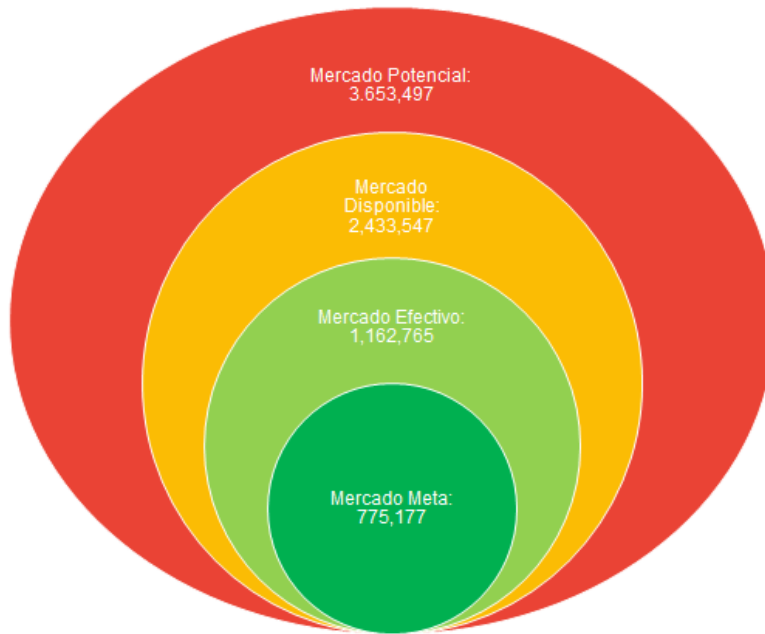 Mercado Potencial:
3.653,497
Mercado
Disponible:
2,433,547
Mercado Efectivo:
1,162,765
Mercado Meta:
775,177